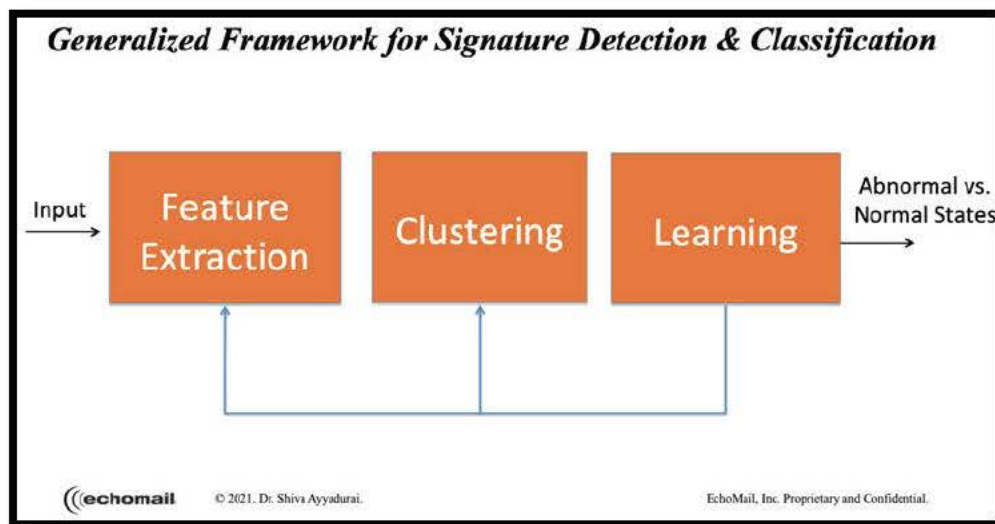 Generalized Framework for Signature Detection & Classification
Input
Feature
Extraction
Clustering
Learning
Abnormal vs.
Normal States
echomail
© 2021. Dr. Shiva Ayyadurai.
EchoMail, Inc. Proprietary and Confidential.